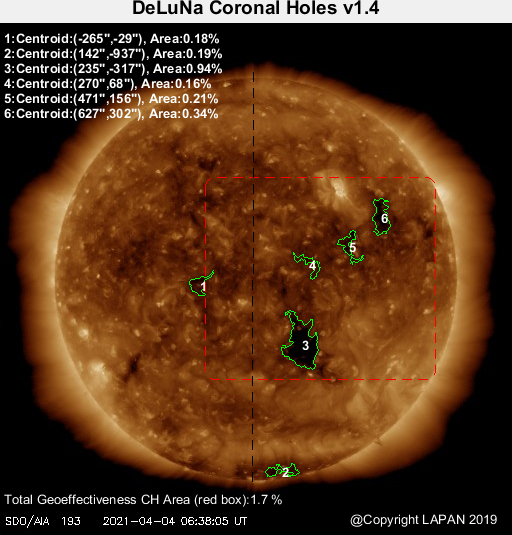 DeLuNa Coronal Holes v1.4
1:Centroid:(-265",-29"), Area:0.18%
2:Centroid:(142",-937"), Area:0.19%
3:Centroid:(235",-317"), Area:0.94%
4:Centroid:(270",68"), Area:0.16%
5:Centroid:(471",156"), Area:0.21%
6:Centroid:(627",302"), Area:0.34%
6
5
4
1
3
2
Total Geoeffectiveness CH Area (red box):1.7 %
SDO/AIA 193 2021-04-04 06:38:05 UT
@Copyright LAPAN 2019